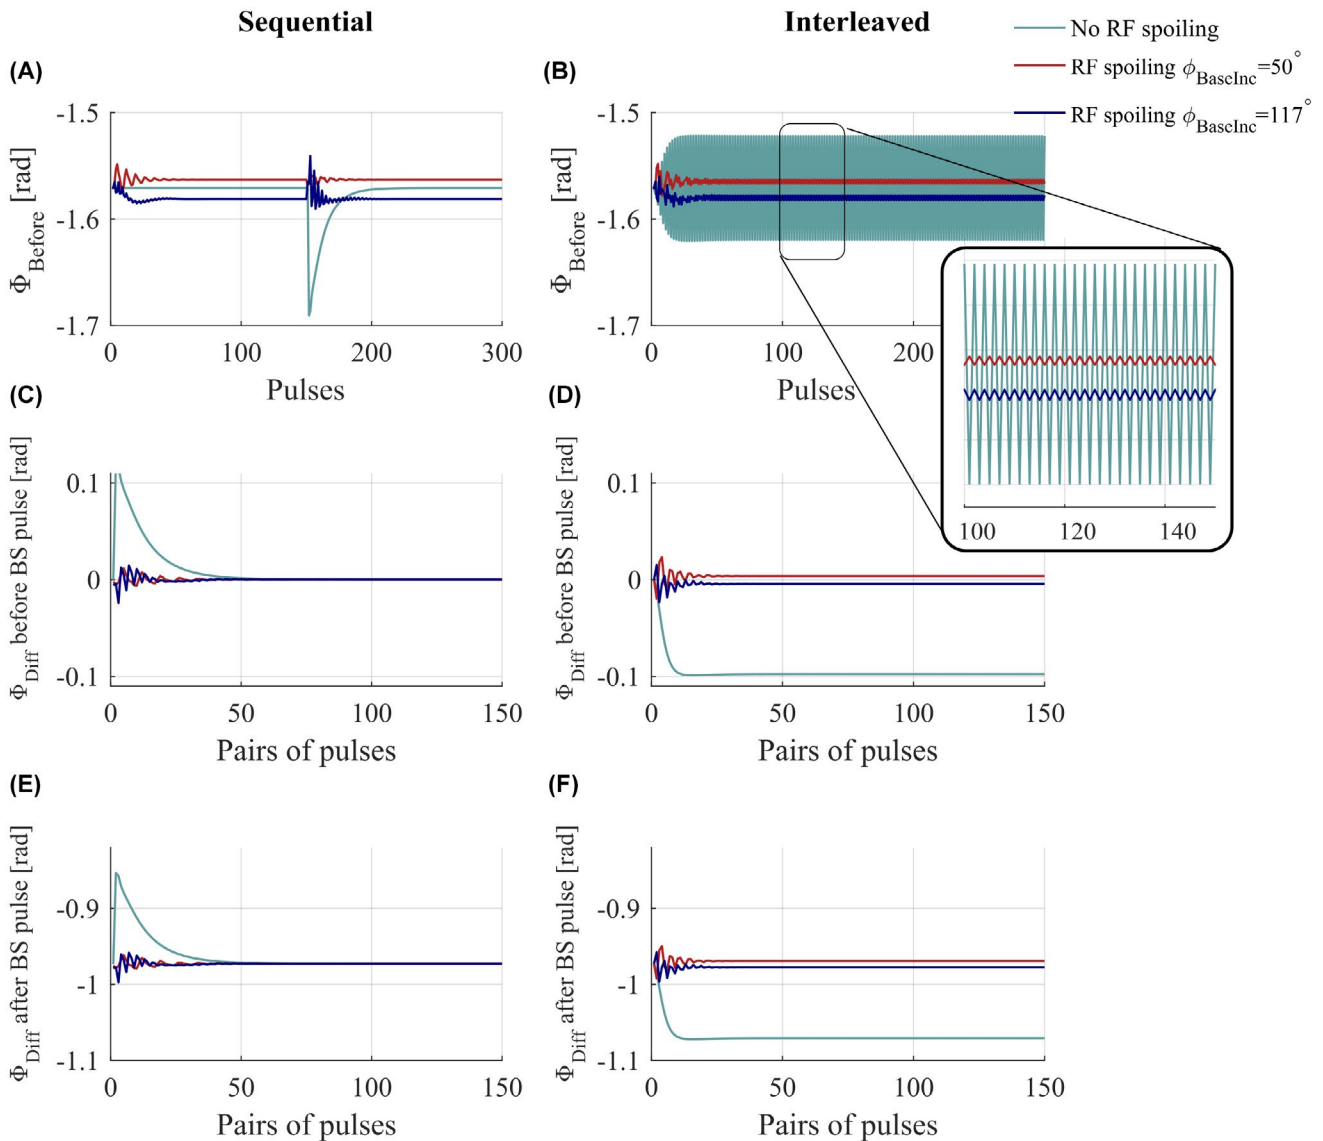 Sequential
Interleaved
No RF spoiling
RF spoiling ϕBaseInc=50°
RF spoiling ϕBaseInc=117°
(A)
ΦBefore [rad]
-1.5
-1.6
-1.7
0
100
200
300
Pulses
(B)
ΦBefore [rad]
-1.5
-1.6
-1.7
0
100
200
Pulses
100
120
140
(C)
ΦDiff before BS pulse [rad]
0.1
0
-0.1
0
50
100
150
Pairs of pulses
(D)
ΦDiff before BS pulse [rad]
0.1
0
-0.1
0
50
100
150
Pairs of pulses
(E)
ΦDiff after BS pulse [rad]
-0.9
-1
-1.1
0
50
100
150
Pairs of pulses
(F)
ΦDiff after BS pulse [rad]
-0.9
-1
-1.1
0
50
100
150
Pairs of pulses